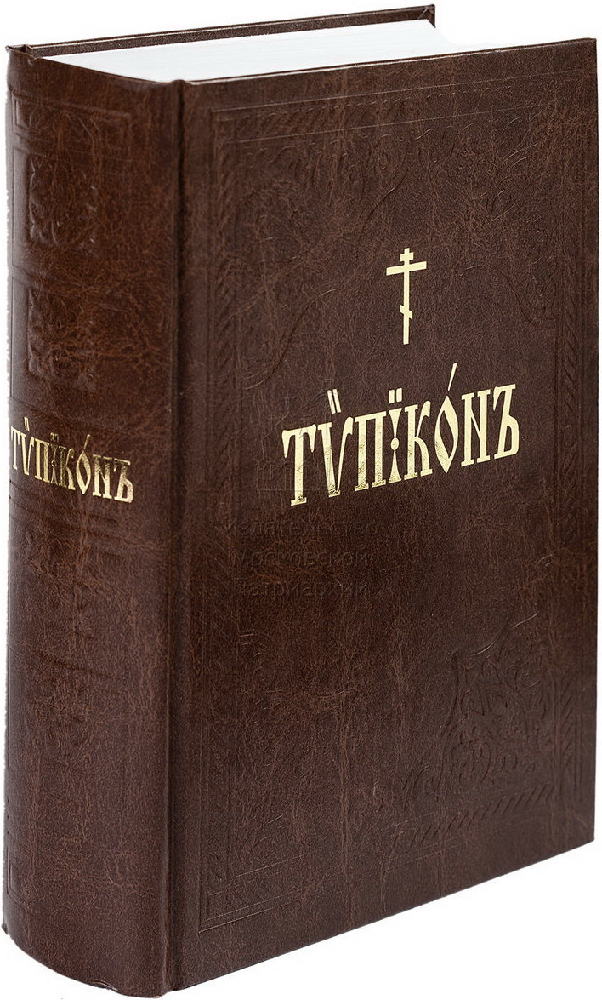 Тѷпїко́нъ
Тѷпїко́нъ
Издательство
Московской
Патриархии